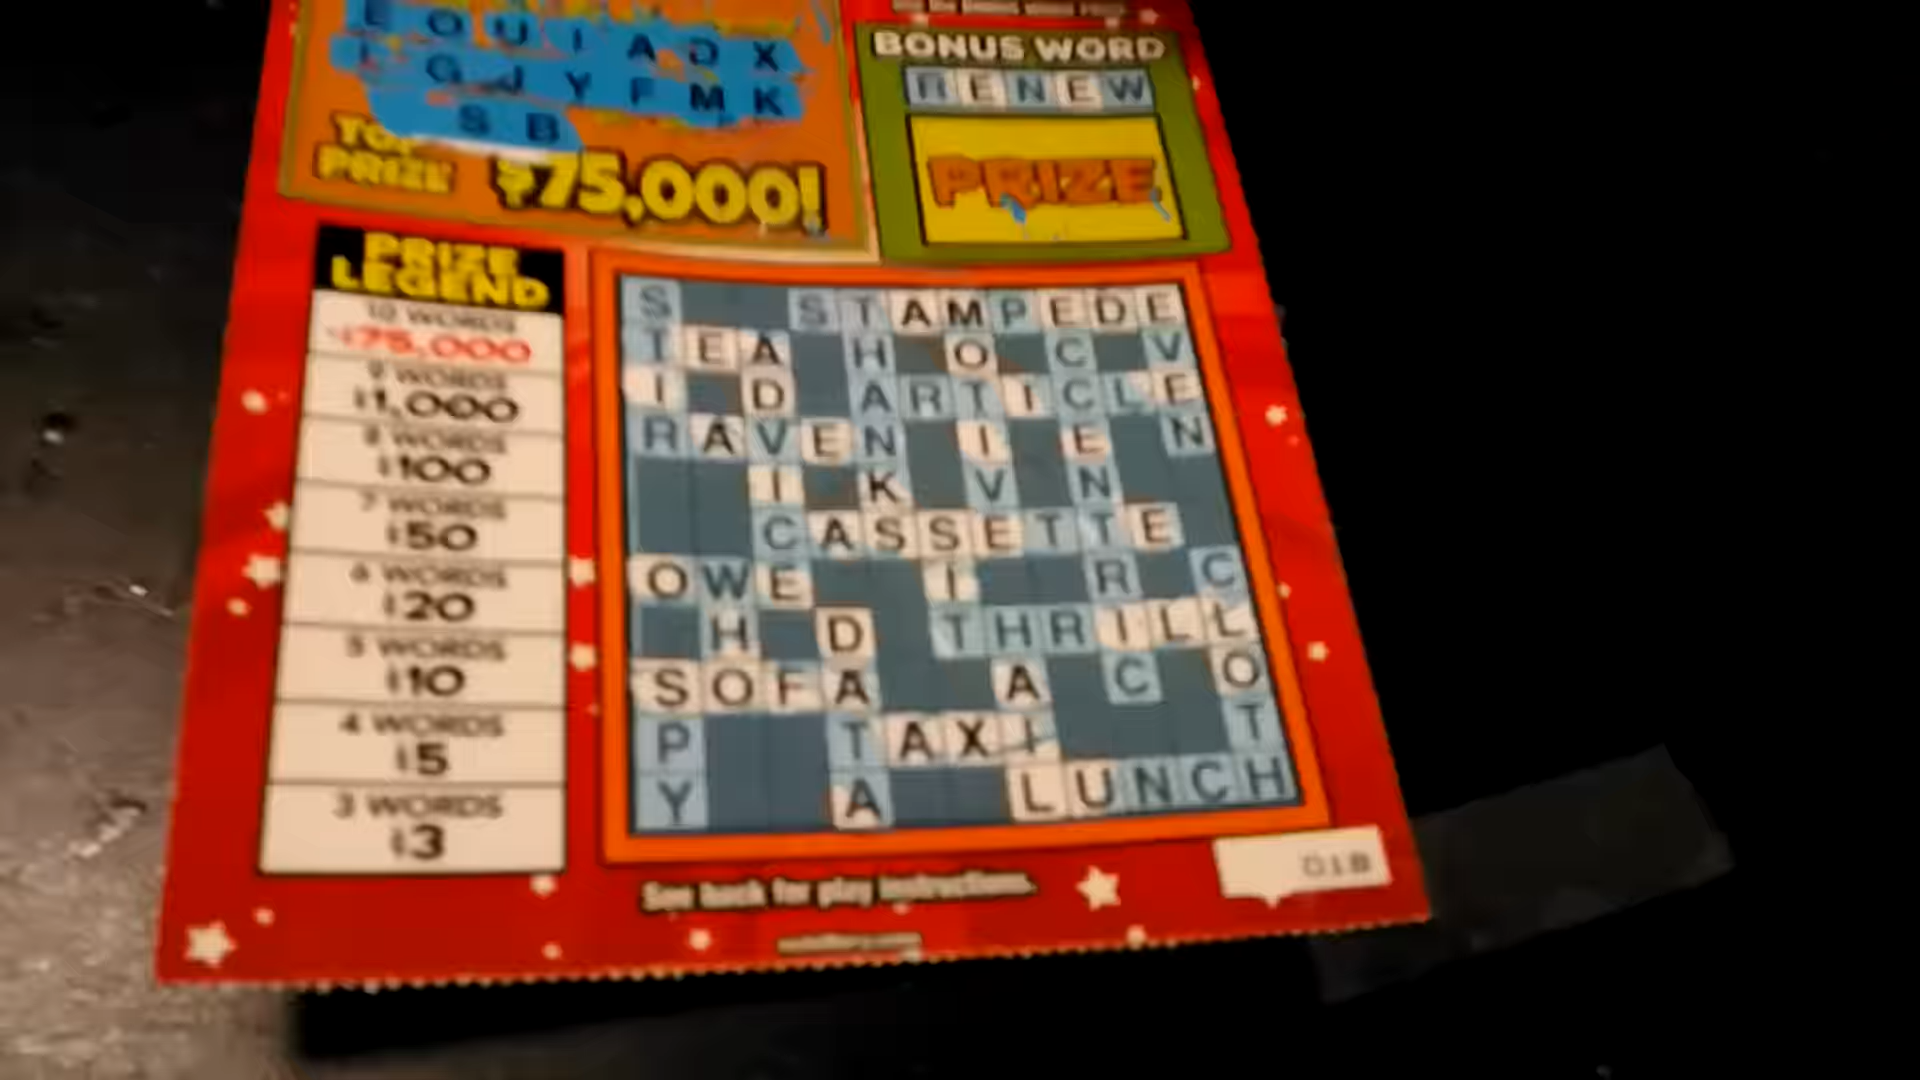 E O U I A D X
L G J Y F M K
S B
TOP PRIZE $75,000!
BONUS WORD
RENEW
PRIZE
PRIZE LEGEND
10 WORDS
$75,000
9 WORDS
$1,000
8 WORDS
$100
7 WORDS
$50
6 WORDS
$20
5 WORDS
$10
4 WORDS
$5
3 WORDS
$3
S STAMPEDE
TEA H O C V
I D ARTICLE
RAVEN I E N
I K V N
CASSETTE
OWE I R C
H D THRILL
SOFA A C O
P TAXI T
Y A LUNCH
See back for play instructions.
018